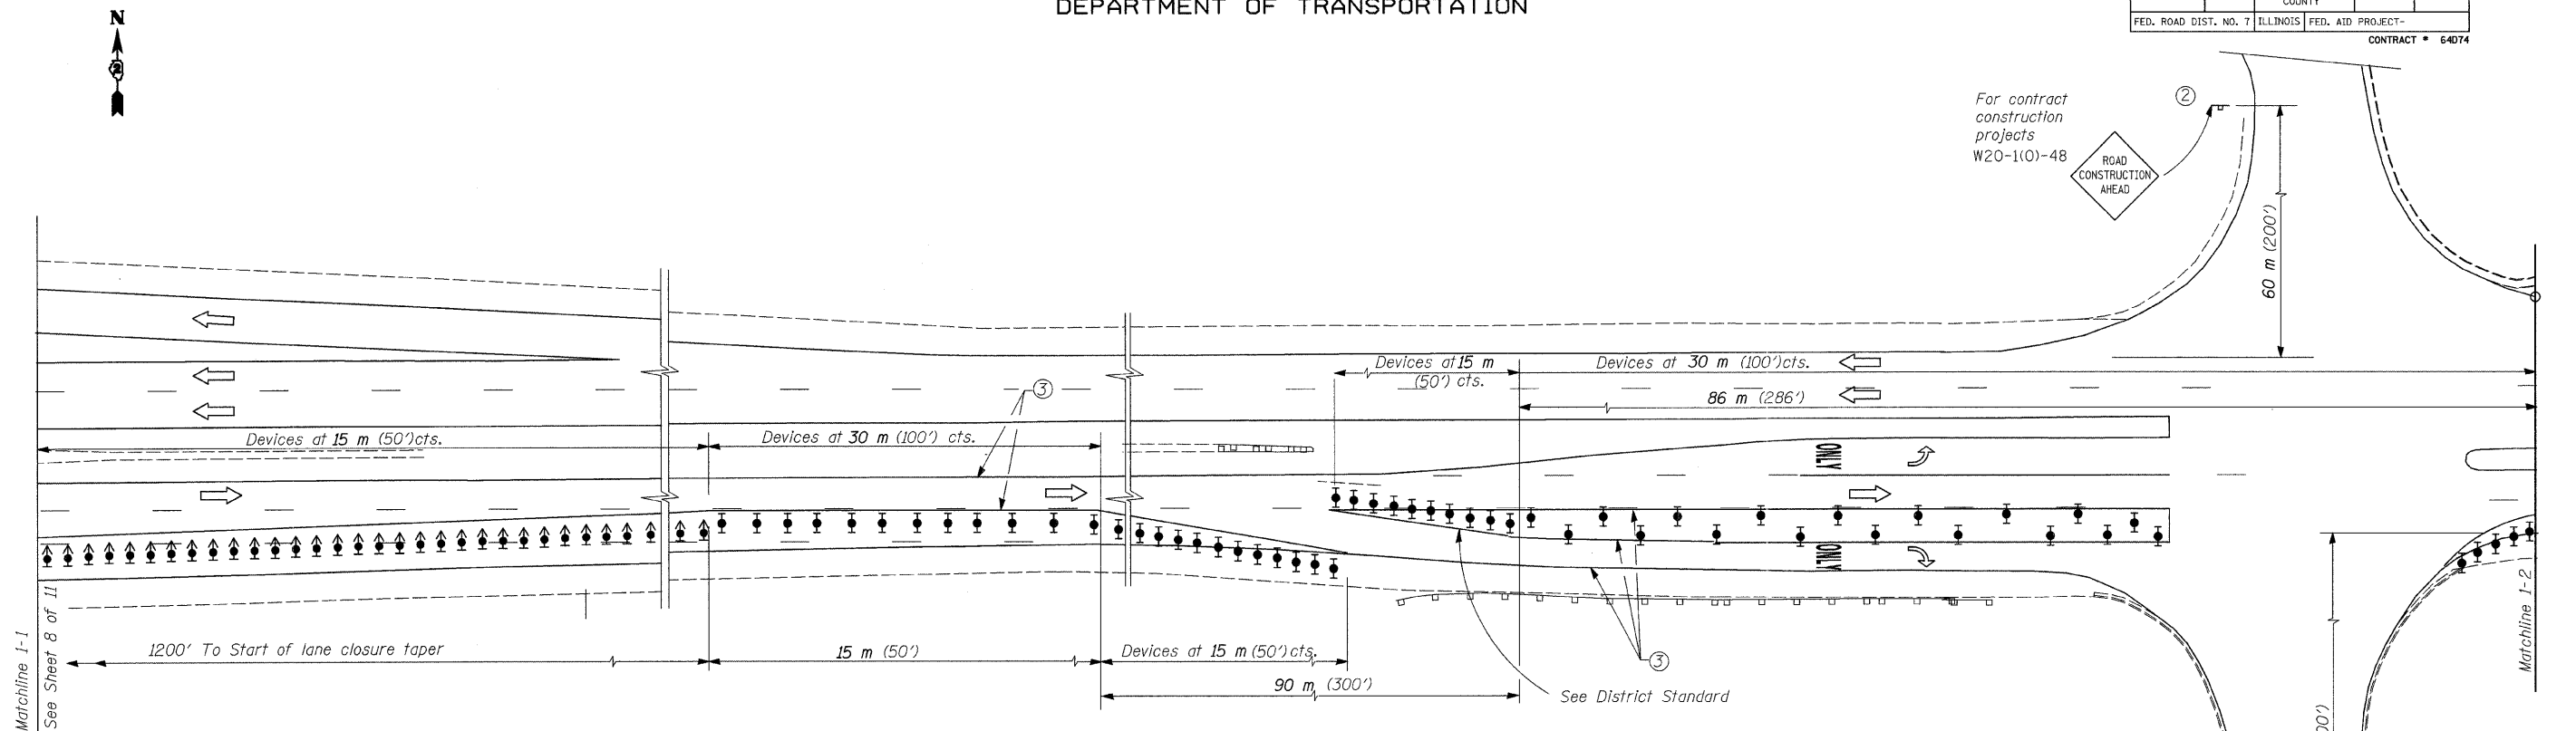 DEPARTMENT OF TRANSPORTATION
COUNTY
FED. ROAD DIST. NO. 7 ILLINOIS FED. AID PROJECT-
CONTRACT # 64D74
N
For contract
construction
projects
W20-1(O)-48
2
ROAD
CONSTRUCTION
AHEAD
60 m (200')
Devices at 15 m
(50') cts.
Devices at 30 m (100')cts.
86 m (286')
3
Devices at 15 m (50')cts.
Devices at 30 m (100') cts.
ONLY
ONLY
Matchline 1-1
See Sheet 8 of 11
1200' To Start of lane closure taper
15 m (50')
Devices at 15 m (50')cts.
90 m (300')
3
See District Standard
Matchline 1-2